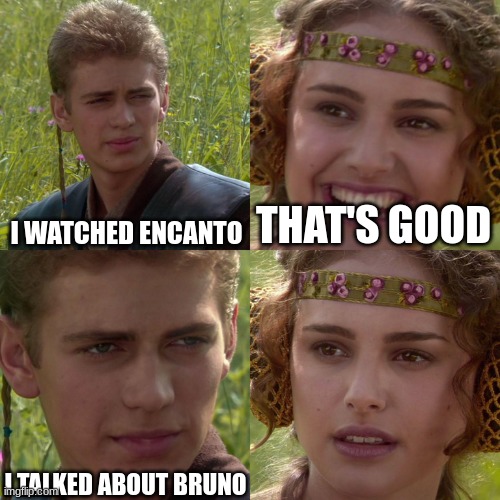 I WATCHED ENCANTO
THAT'S GOOD
I TALKED ABOUT BRUNO
imgflip.com